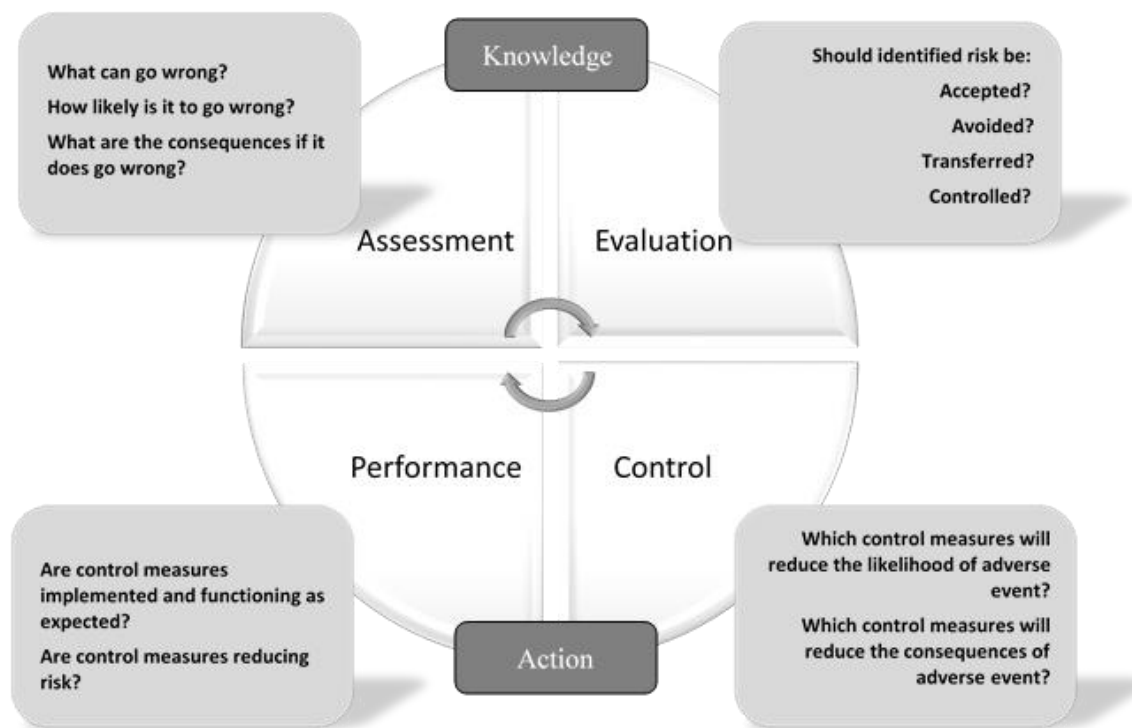 Knowledge
What can go wrong?
How likely is it to go wrong?
What are the consequences if it
does go wrong?
Should identified risk be:
Accepted?
Avoided?
Transferred?
Controlled?
Assessment
Evaluation
Performance
Control
Are control measures
implemented and functioning as
expected?
Are control measures reducing
risk?
Which control measures will
reduce the likelihood of adverse
event?
Which control measures will
reduce the consequences of
adverse event?
Action